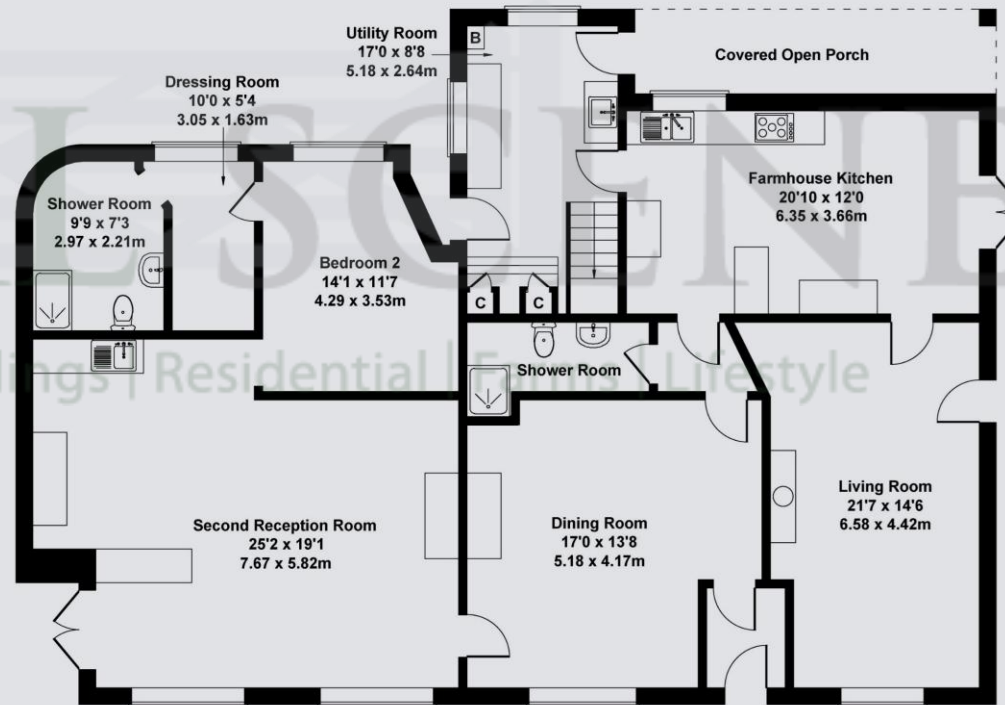 Utility Room
17'0 x 8'8
5.18 x 2.64m
B
Covered Open Porch
Dressing Room
10'0 x 5'4
3.05 x 1.63m
Shower Room
9'9 x 7'3
2.97 x 2.21m
Bedroom 2
14'1 x 11'7
4.29 x 3.53m
Farmhouse Kitchen
20'10 x 12'0
6.35 x 3.66m
L SCENE
C
C
Shower Room
ings | Residential | Farms | Lifestyle
Second Reception Room
25'2 x 19'1
7.67 x 5.82m
Dining Room
17'0 x 13'8
5.18 x 4.17m
Living Room
21'7 x 14'6
6.58 x 4.42m